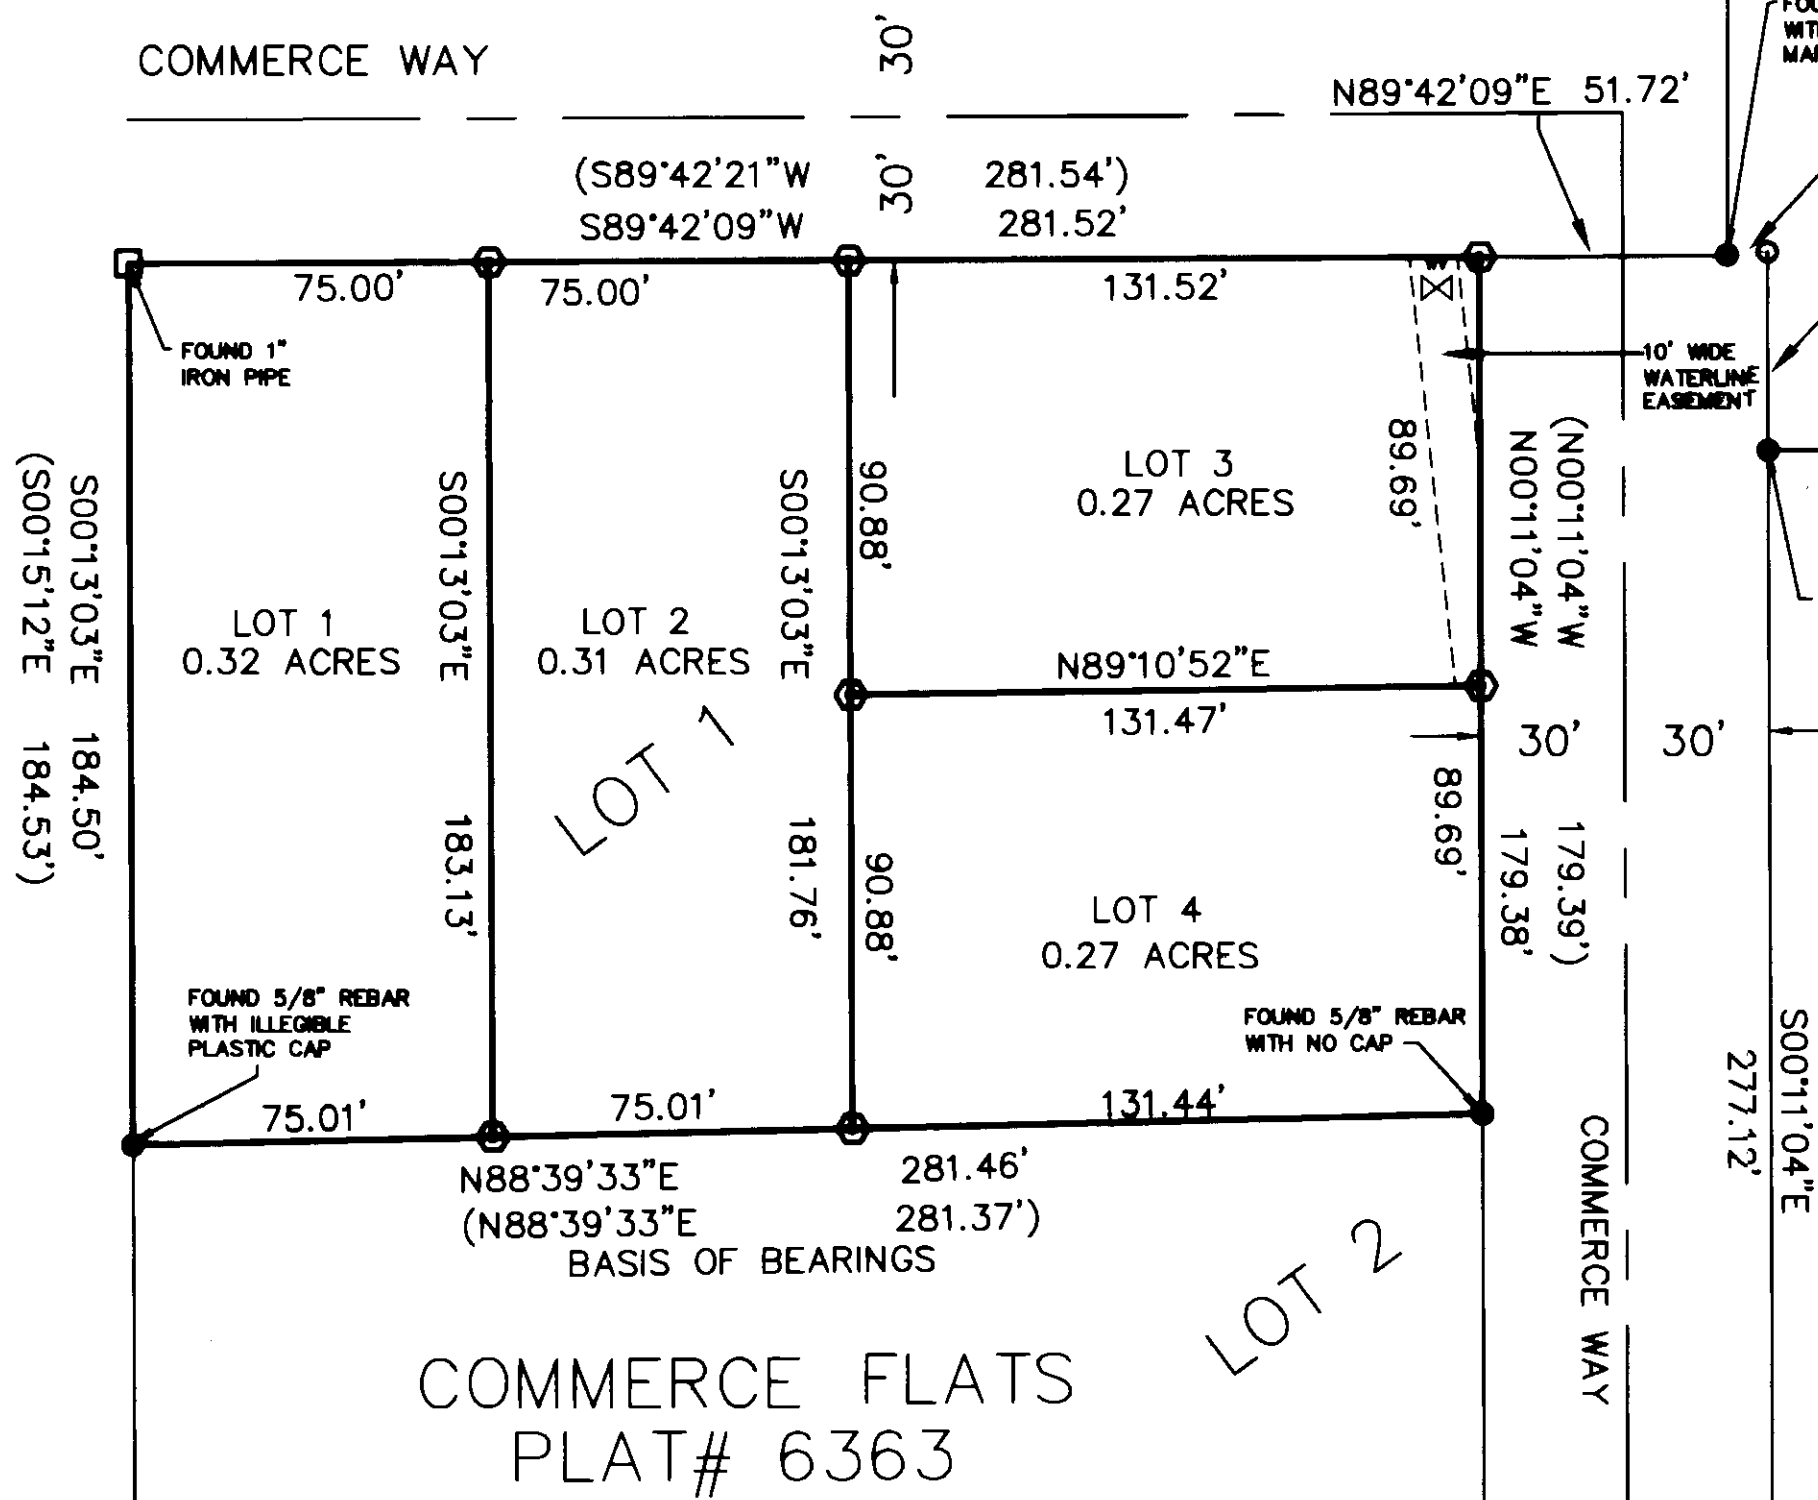 COMMERCE WAY
30'
N89°42'09"E 51.72'
(S89°42'21"W 281.54')
30'
S89°42'09"W 281.52'
75.00'
75.00'
131.52'
W
FOUND 1"
IRON PIPE
10' WIDE
WATERLINE
EASEMENT
(S00°15'12"E 184.53')
S00°13'03"E 184.50'
S00°13'03"E 183.13'
S00°13'03"E 181.76'
90.88'
LOT 3
0.27 ACRES
89.69'
N00°11'04"W 179.38'
(N00°11'04"W 179.39')
LOT 1
0.32 ACRES
LOT 2
0.31 ACRES
N89°10'52"E
131.47'
LOT 1
30'
30'
90.88'
89.69'
LOT 4
0.27 ACRES
FOUND 5/8" REBAR
WITH ILLEGIBLE
PLASTIC CAP
FOUND 5/8" REBAR
WITH NO CAP
S00°11'04"E
277.12'
75.01'
75.01'
131.44'
N88°39'33"E 281.46'
(N88°39'33"E 281.37')
BASIS OF BEARINGS
COMMERCE WAY
LOT 2
COMMERCE FLATS
PLAT# 6363